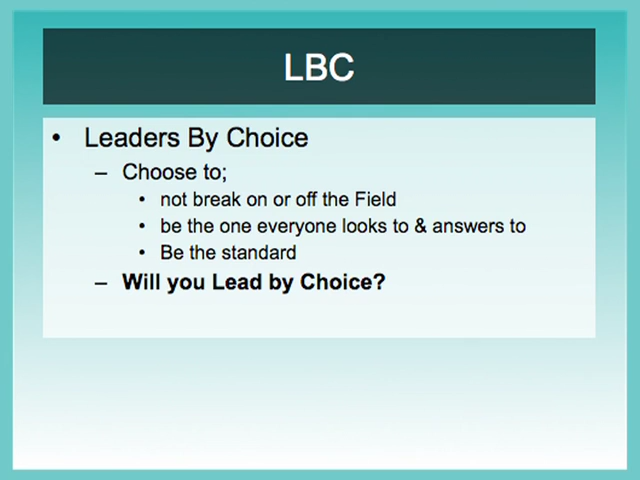 LBC
• Leaders By Choice
– Choose to;
• not break on or off the Field
• be the one everyone looks to & answers to
• Be the standard
– Will you Lead by Choice?